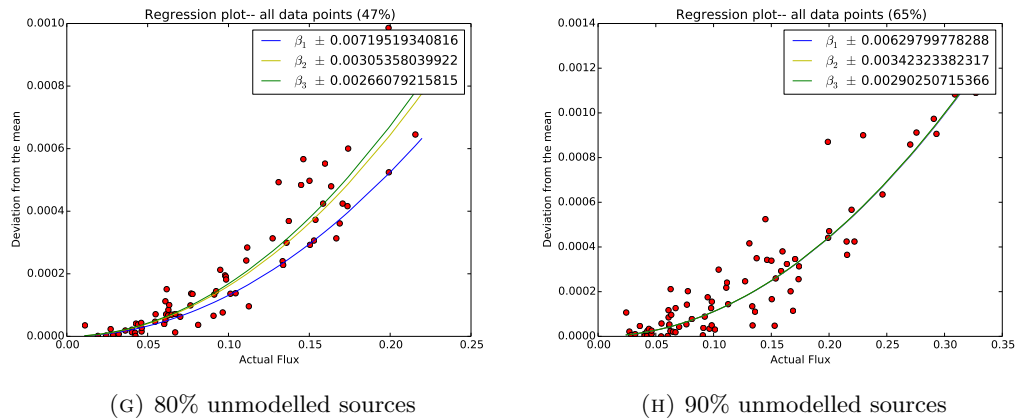 Regression plot-- all data points (47%)
0.0010
0.0008
0.0006
0.0004
0.0002
0.0000
Deviation from the mean
β1 ± 0.00719519340816
β2 ± 0.00305358039922
β3 ± 0.00266079215815
0.00 0.05 0.10 0.15 0.20 0.25
Actual Flux
(G) 80% unmodelled sources
Regression plot-- all data points (65%)
0.0014
0.0012
0.0010
0.0008
0.0006
0.0004
0.0002
0.0000
Deviation from the mean
β1 ± 0.00629799778288
β2 ± 0.00342323382317
β3 ± 0.00290250715366
0.00 0.05 0.10 0.15 0.20 0.25 0.30 0.35
Actual Flux
(H) 90% unmodelled sources